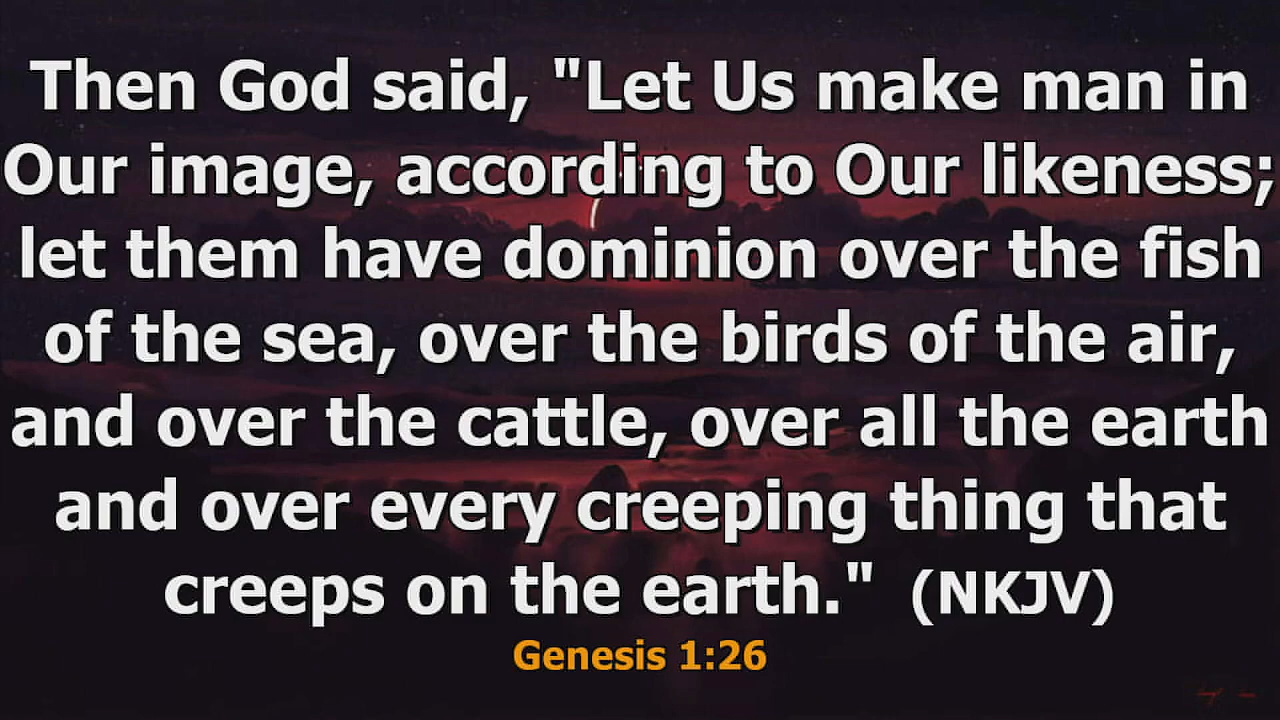 Then God said, "Let Us make man in
Our image, according to Our likeness;
let them have dominion over the fish
of the sea, over the birds of the air,
and over the cattle, over all the earth
and over every creeping thing that
creeps on the earth." (NKJV)
Genesis 1:26